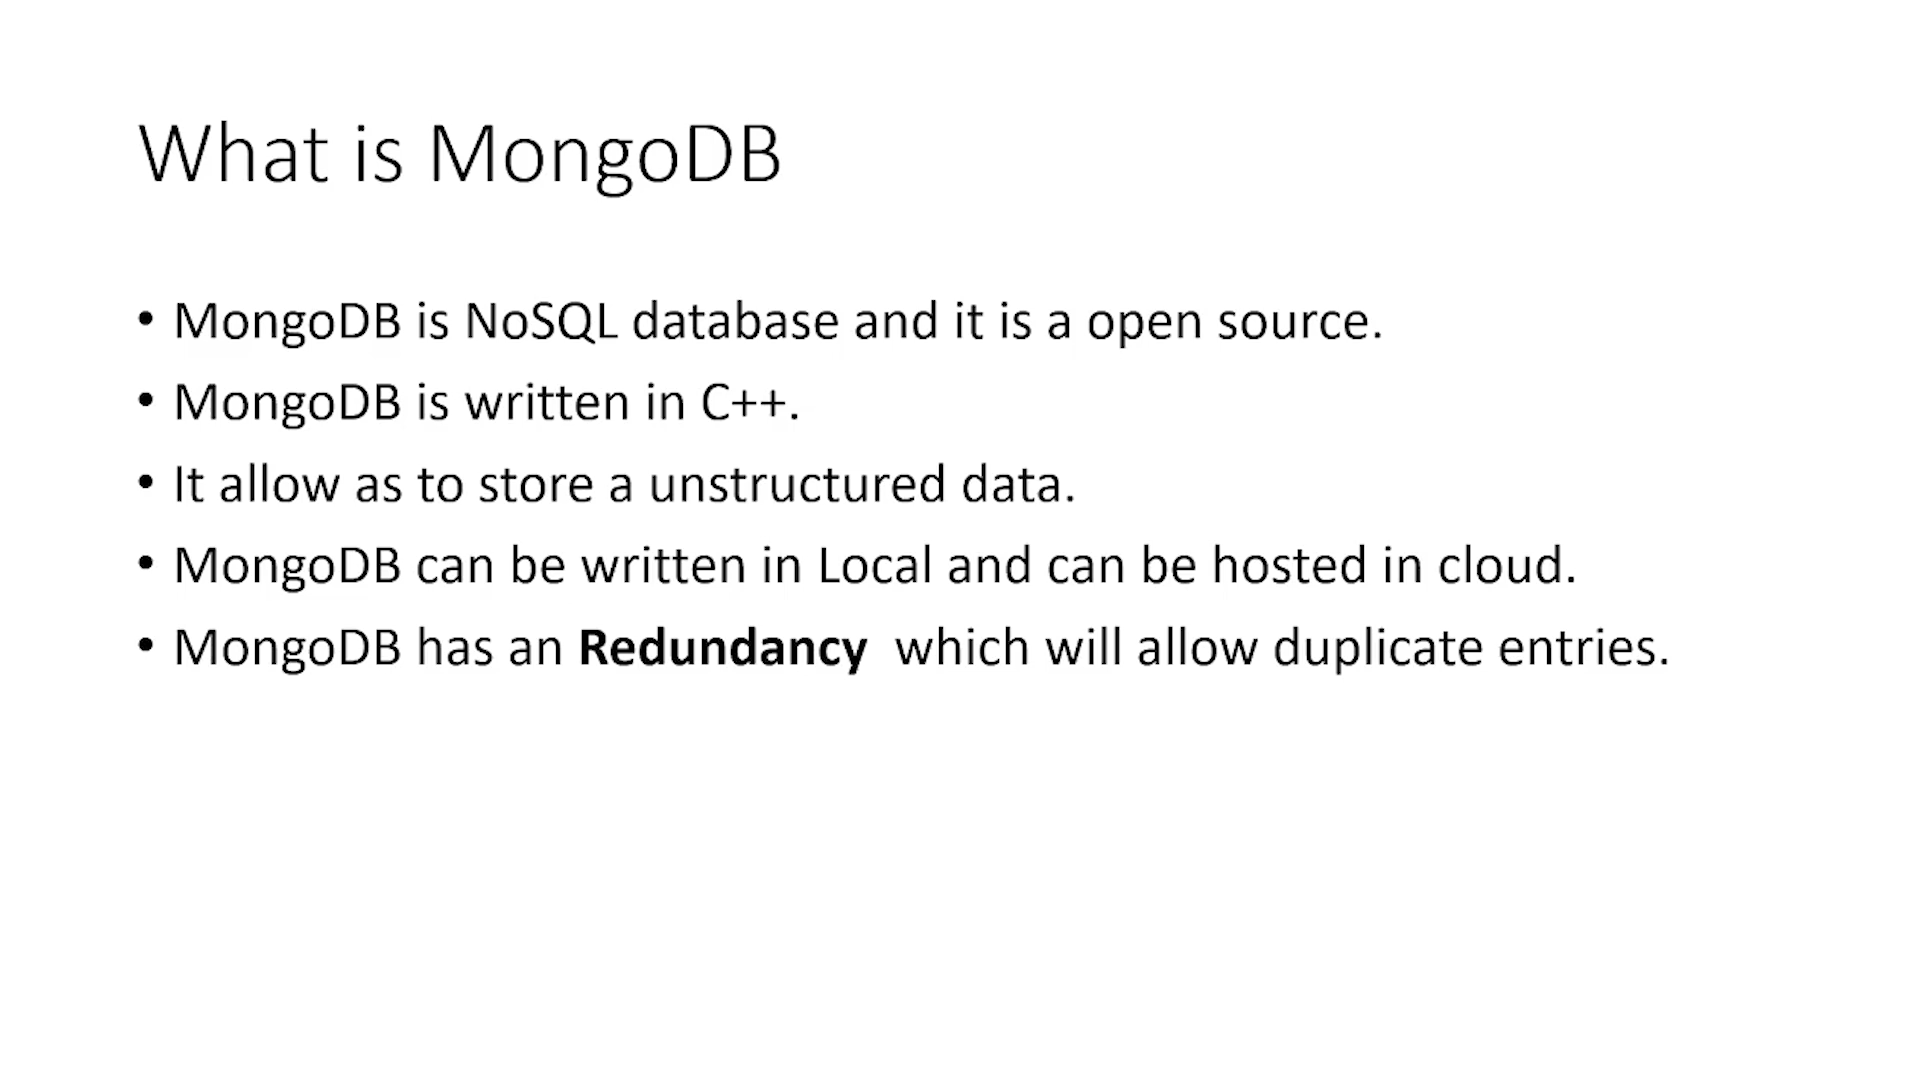 What is MongoDB
• MongoDB is NoSQL database and it is a open source.
• MongoDB is written in C++.
• It allow as to store a unstructured data.
• MongoDB can be written in Local and can be hosted in cloud.
• MongoDB has an Redundancy which will allow duplicate entries.